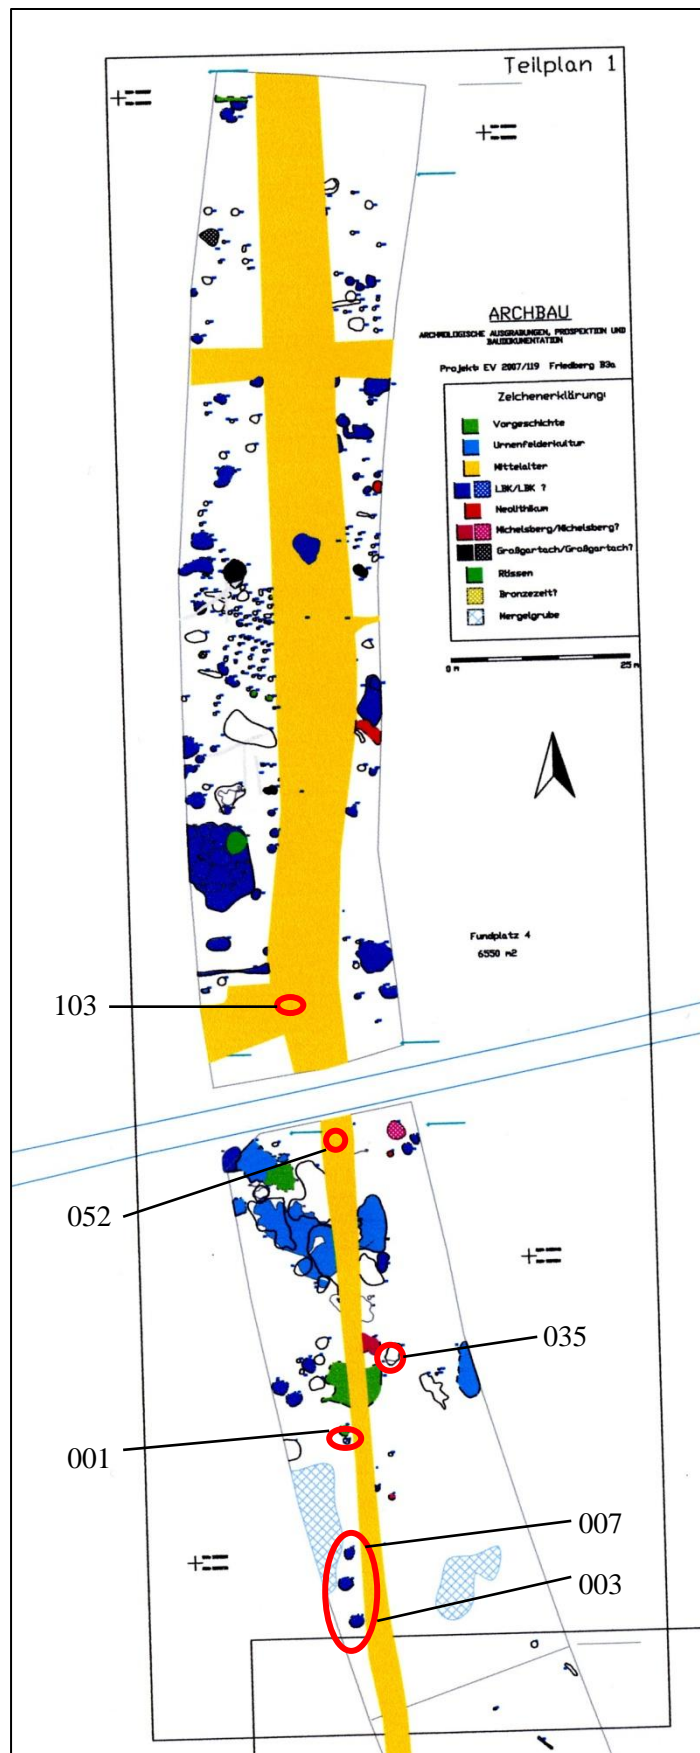 Teilplan 1
ARCHBAU
ARCHÄOLOGISCHE AUSGRABUNGEN, PROSPEKTION UND
BAUDOKUMENTATION
Projekt: EV 2007/119 Friedberg B3a
Zeichenerklärung:
Vorgeschichte
Urnenfelderkultur
Mittelalter
LBK/LBK ?
Neolithikum
Michelsberg/Michelsberg?
Großgartach/Großgartach?
Rössen
Bronzezeit?
Mergelgrube
0 m 25 m
Fundplatz 4
6550 m2
103
052
035
001
007
003